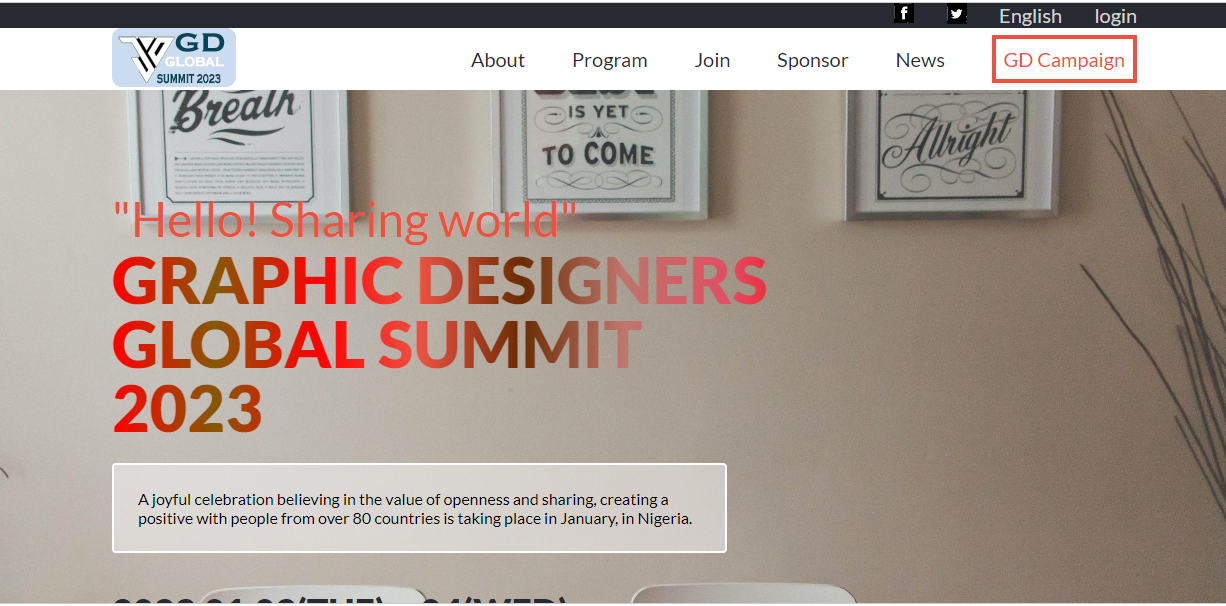 English login
GD
GLOBAL
SUMMIT 2023
About Program Join Sponsor News GD Campaign
Breath
IS YET
TO COME
Allright
"Hello! Sharing world"
GRAPHIC DESIGNERS
GLOBAL SUMMIT
2023
A joyful celebration believing in the value of openness and sharing, creating a
positive with people from over 80 countries is taking place in January, in Nigeria.